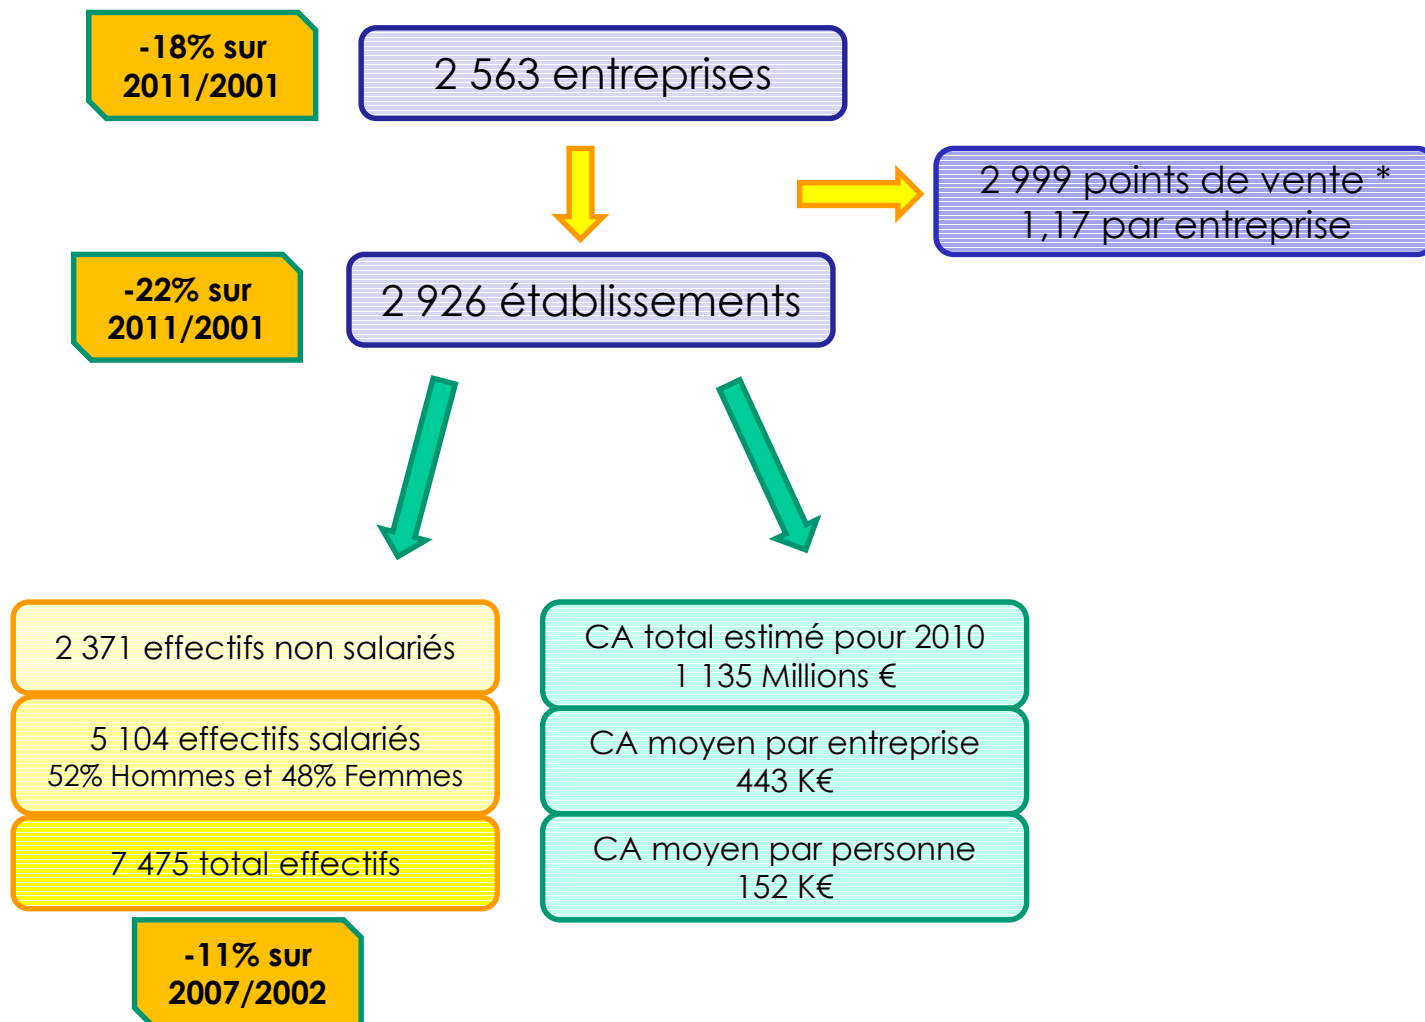 -18% sur
2011/2001
2 563 entreprises
2 999 points de vente *
1,17 par entreprise
-22% sur
2011/2001
2 926 établissements
2 371 effectifs non salariés
5 104 effectifs salariés
52% Hommes et 48% Femmes
7 475 total effectifs
-11% sur
2007/2002
CA total estimé pour 2010
1 135 Millions €
CA moyen par entreprise
443 K€
CA moyen par personne
152 K€